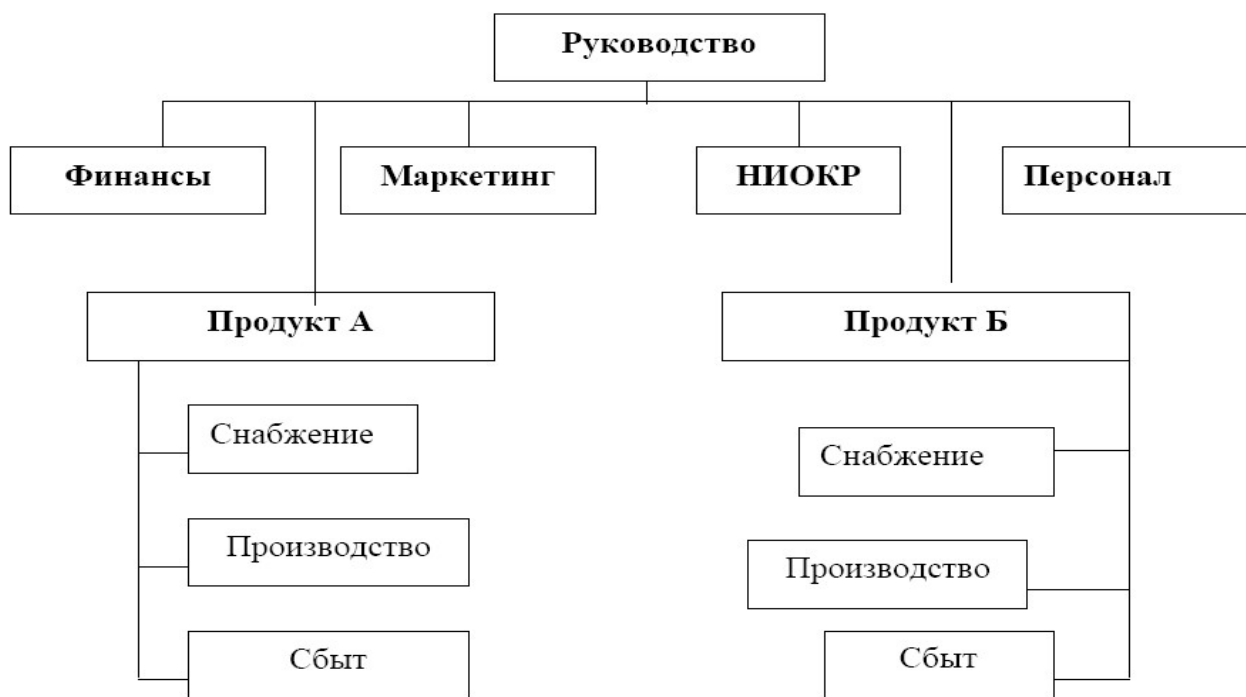 Руководство
Финансы
Маркетинг
НИОКР
Персонал
Продукт А
Продукт Б
Снабжение
Снабжение
Производство
Производство
Сбыт
Сбыт